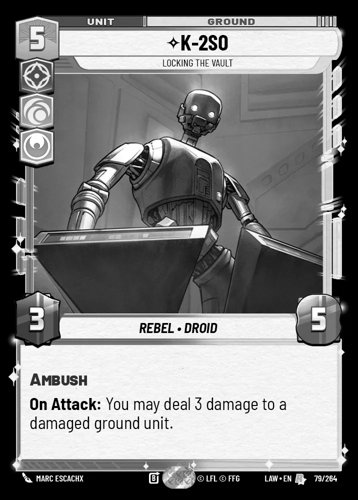 UNIT
GROUND
5
K-2SO
LOCKING THE VAULT
3
REBEL • DROID
5
AMBUSH
On Attack: You may deal 3 damage to a
damaged ground unit.
MARC ESCACHX
© LFL © FFG
LAW • EN
79/264